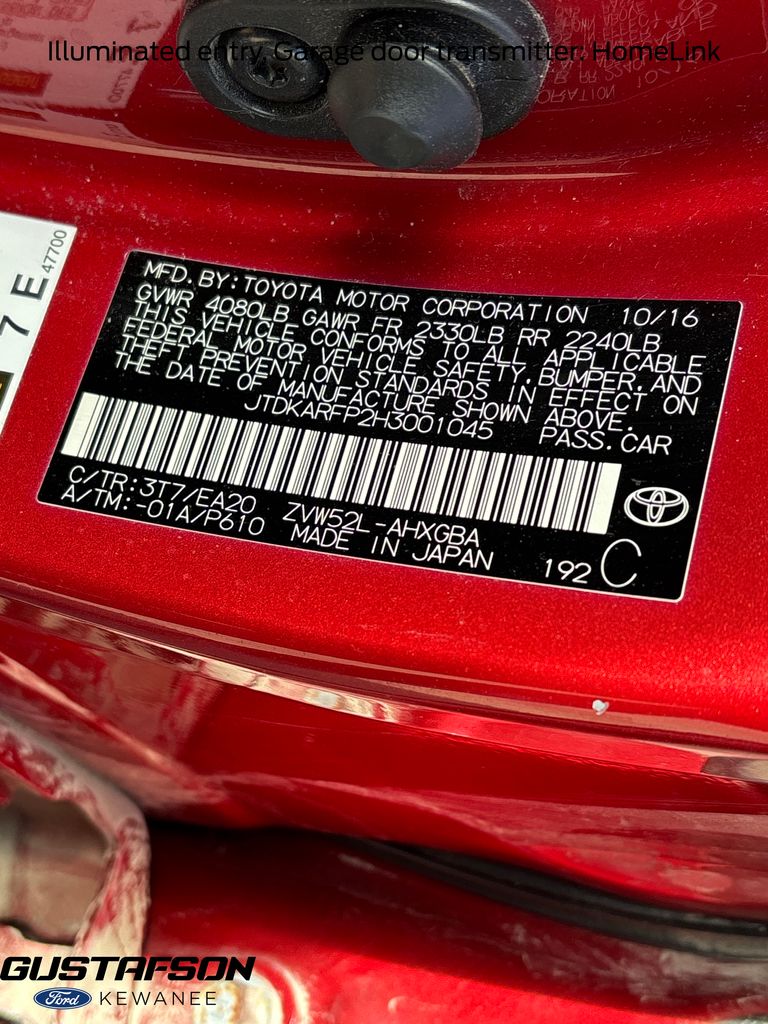 Illuminated entry, Garage door transmitter: HomeLink
7 E
47700
MFD. BY: TOYOTA MOTOR CORPORATION 10/16
GVWR 4080LB GAWR FR 2330LB RR 2240LB
THIS VEHICLE CONFORMS TO ALL APPLICABLE
FEDERAL MOTOR VEHICLE SAFETY, BUMPER, AND
THEFT PREVENTION STANDARDS IN EFFECT ON
THE DATE OF MANUFACTURE SHOWN ABOVE.
JTDKARFP2H3001045 PASS. CAR
C/TR:3T7/EA20 ZVW52L-AHXGBA
A/TM:-01A/P610 MADE IN JAPAN
192 C
GUSTAFSON
Ford KEWANEE